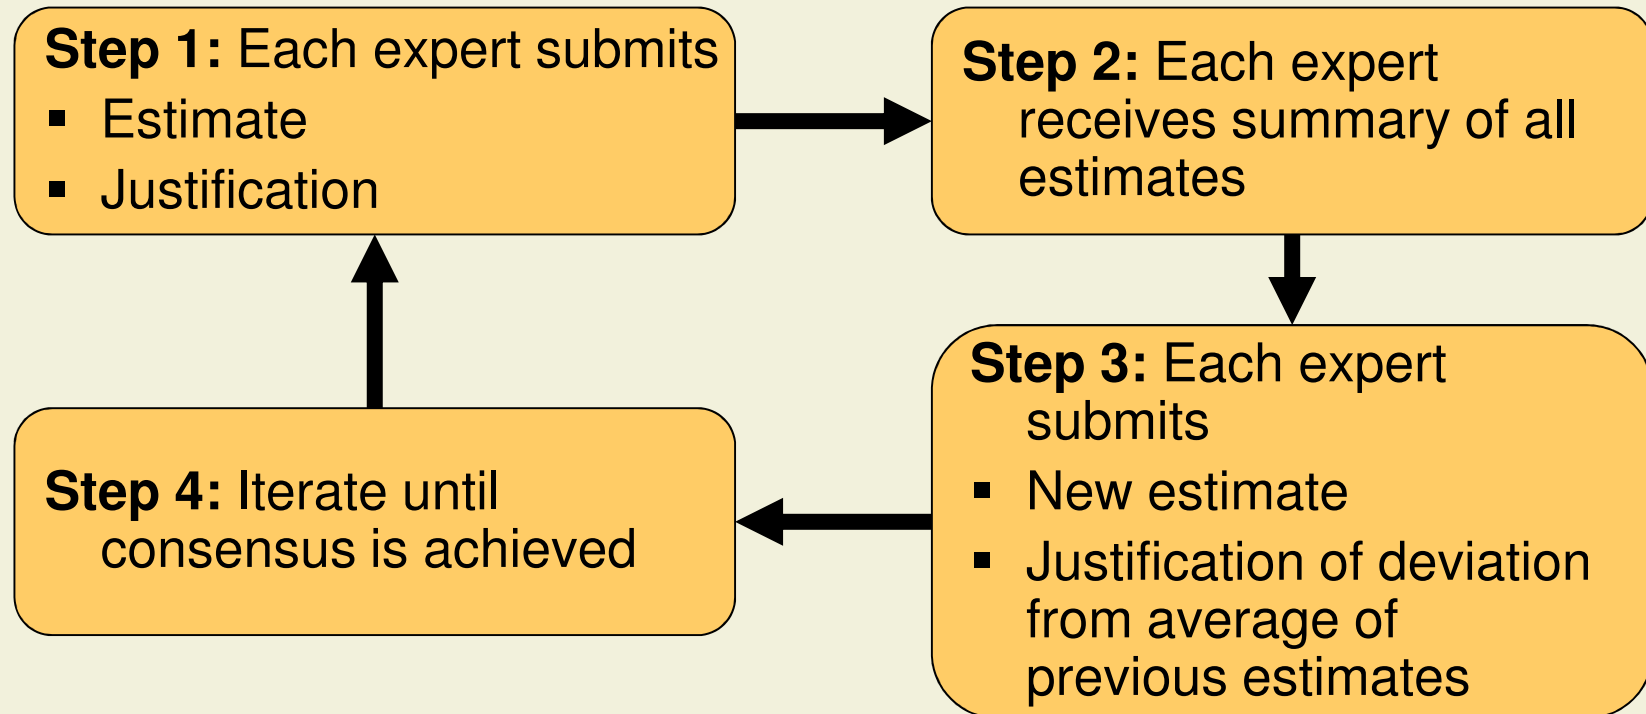 Step 1: Each expert submits
▪ Estimate
▪ Justification
Step 2: Each expert
receives summary of all
estimates
Step 3: Each expert
submits
▪ New estimate
▪ Justification of deviation
from average of
previous estimates
Step 4: Iterate until
consensus is achieved